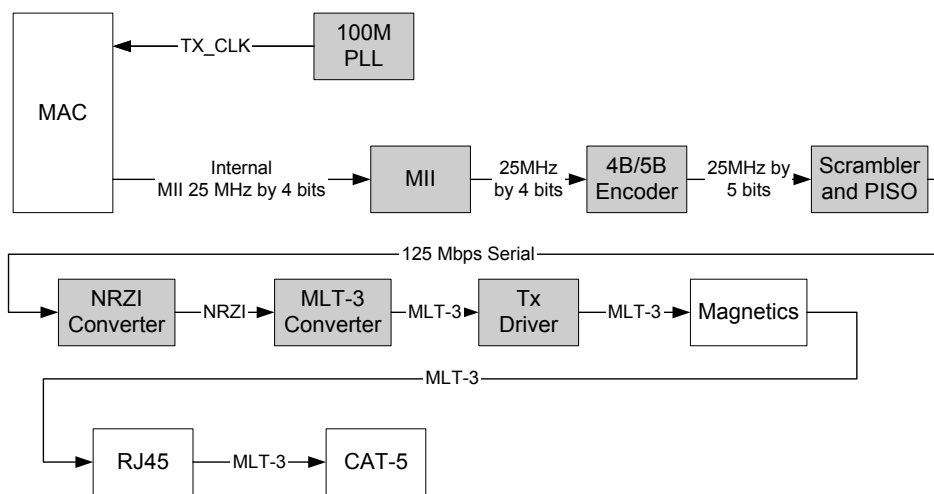 TX_CLK
100M
PLL
MAC
Internal
MII 25 MHz by 4 bits
MII
25MHz
by 4 bits
4B/5B
Encoder
25MHz by
5 bits
Scrambler
and PISO
125 Mbps Serial
NRZI
Converter
NRZI
MLT-3
Converter
MLT-3
Tx
Driver
MLT-3
Magnetics
MLT-3
RJ45
MLT-3
CAT-5